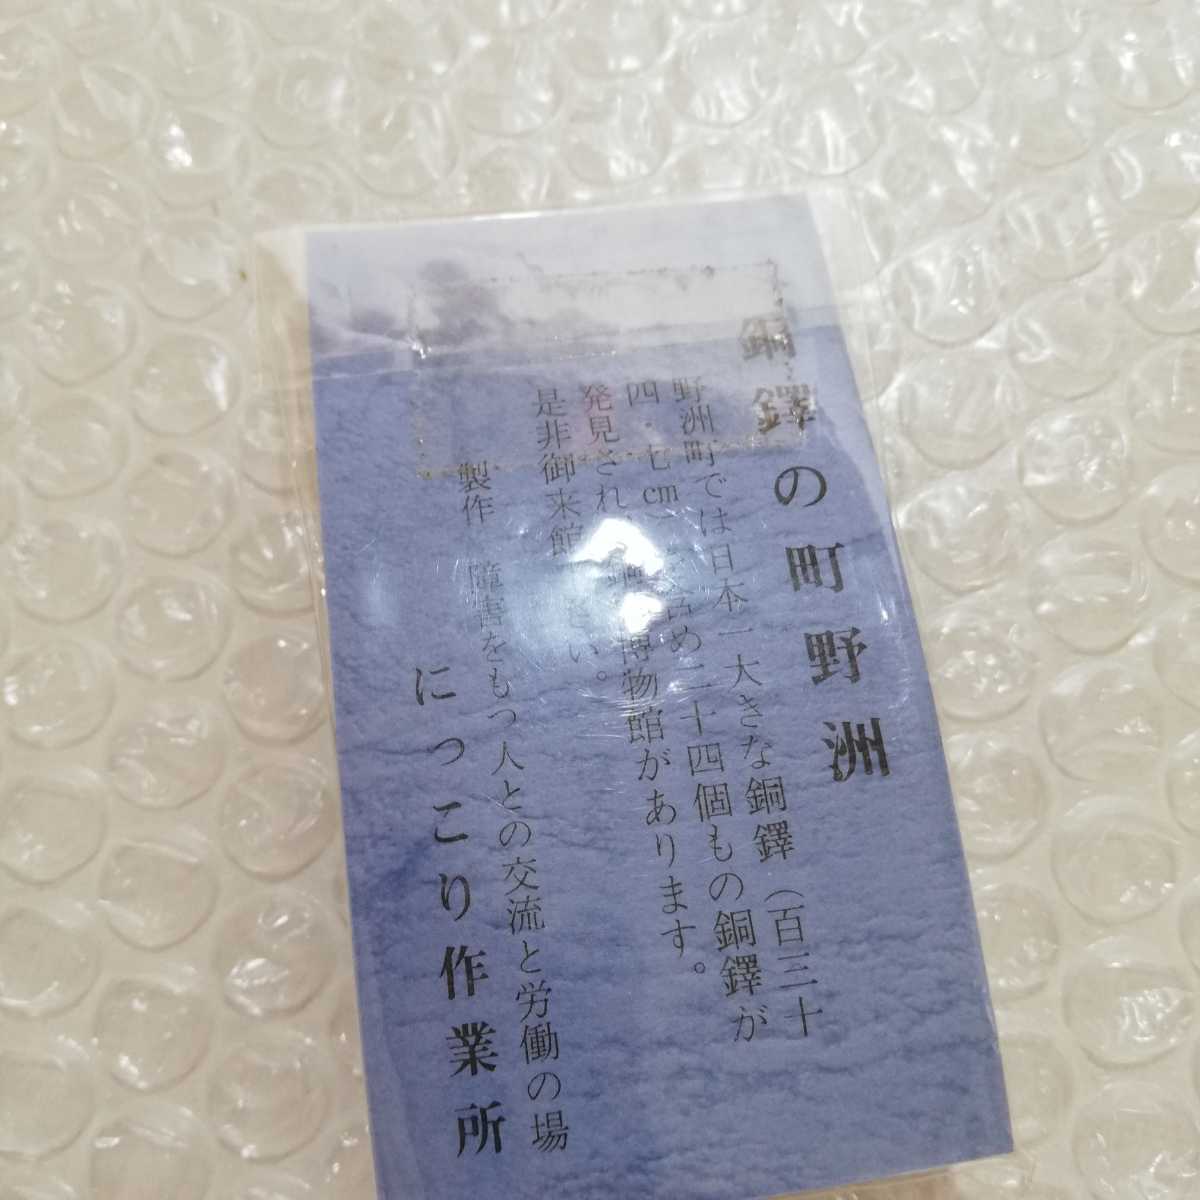 銅鐸の町野洲
野洲町では日本一大きな銅鐸(百三十
四・七cm 含め二十四個もの銅鐸が
発見され 博物館があります。
是非御来館 さい。
製作 障害をもつ人との交流と労働の場
にっこり作業所